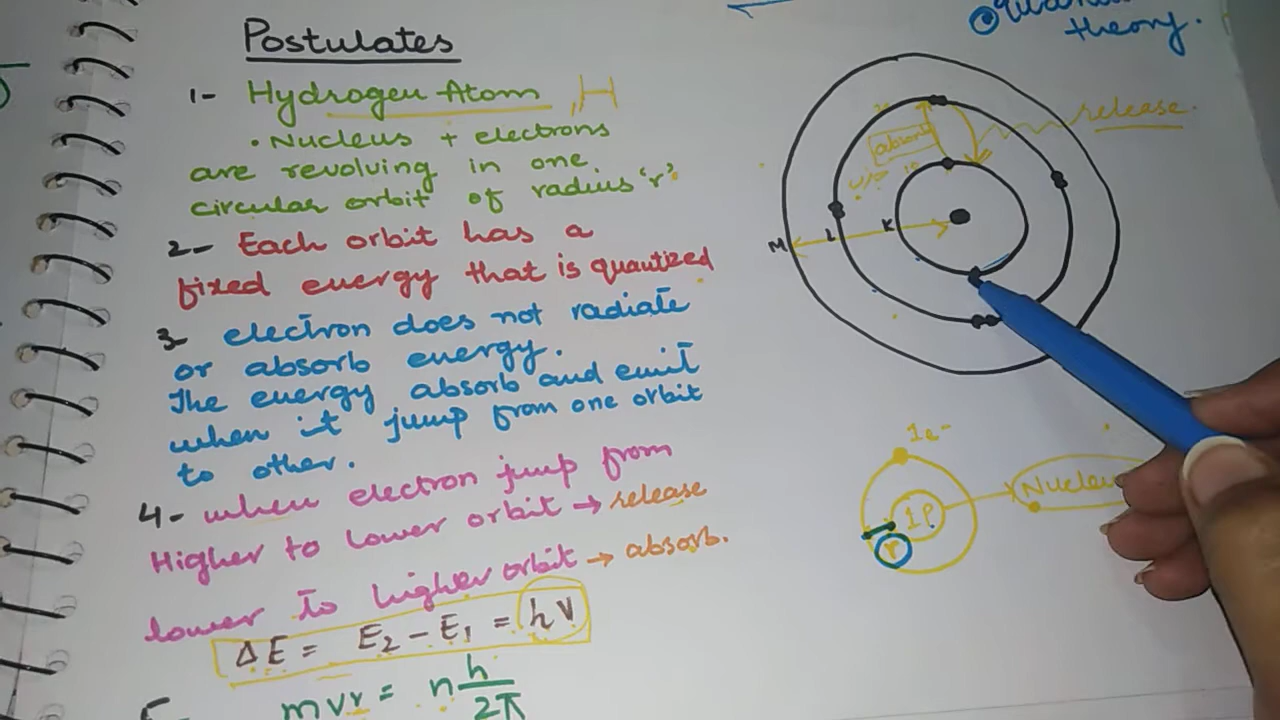 Postulates
1- Hydrogen Atom, H
• Nucleus + electrons
are revolving in one
circular orbit of radius 'r'
2- Each orbit has a
fixed energy that is quantized
3 electron does not radiate
or absorb energy.
The energy absorb and emit
when it jump from one orbit
to other.
4- when electron jump from
Higher to lower orbit → release
lower to higher orbit → absorb.
ΔE = E₂ - E₁ = hν
5
mvr = n h/2π
theory.
release.
absorb
جذب
M L K
1e-
1P
r